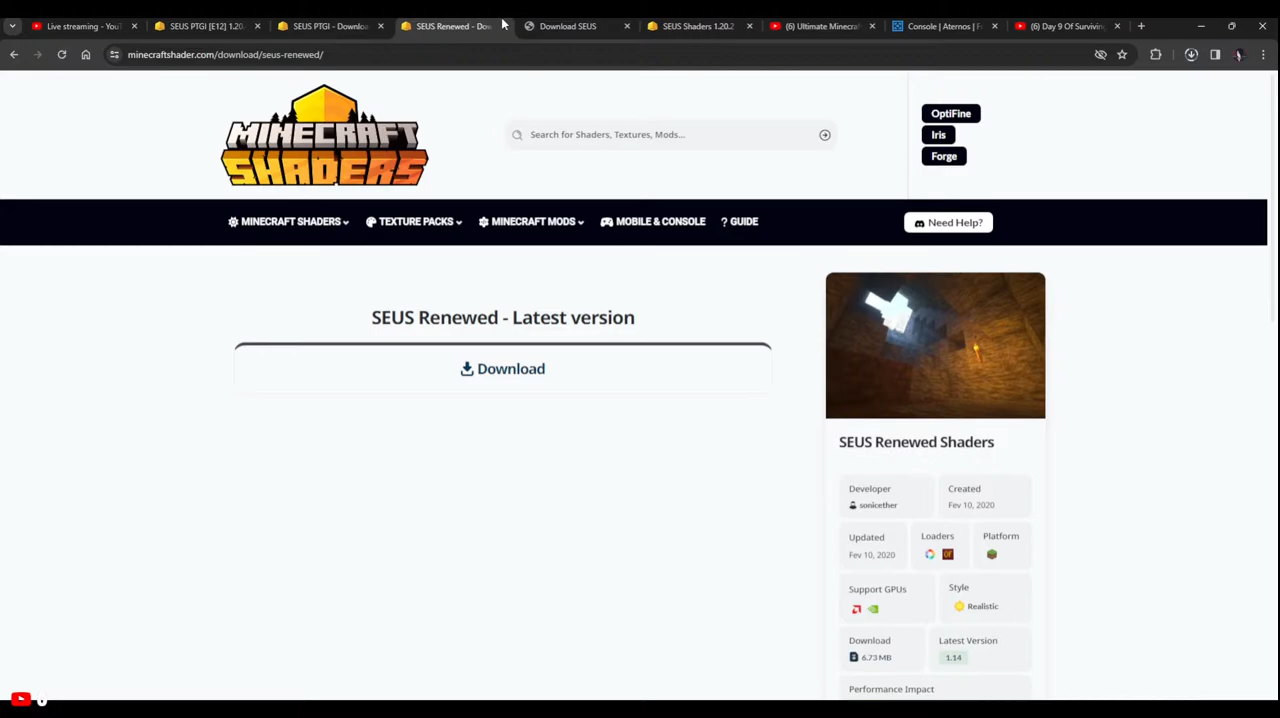 Live streaming - YouT
SEUS PTGI [E12] 1.20.
SEUS PTGI - Downloa
SEUS Renewed - Dow
Download SEUS
SEUS Shaders 1.20.2
(6) Ultimate Minecraf
Console | Aternos | F
(6) Day 9 Of Surviving
minecraftshader.com/download/seus-renewed/
MINECRAFT
SHADERS
Search for Shaders, Textures, Mods...
OptiFine
Iris
Forge
MINECRAFT SHADERS
TEXTURE PACKS
MINECRAFT MODS
MOBILE & CONSOLE
? GUIDE
Need Help?
SEUS Renewed - Latest version
Download
SEUS Renewed Shaders
Developer
sonicether
Created
Fev 10, 2020
Updated
Fev 10, 2020
Loaders
Platform
Support GPUs
Style
Realistic
Download
6.73 MB
Latest Version
1.14
Performance Impact
0